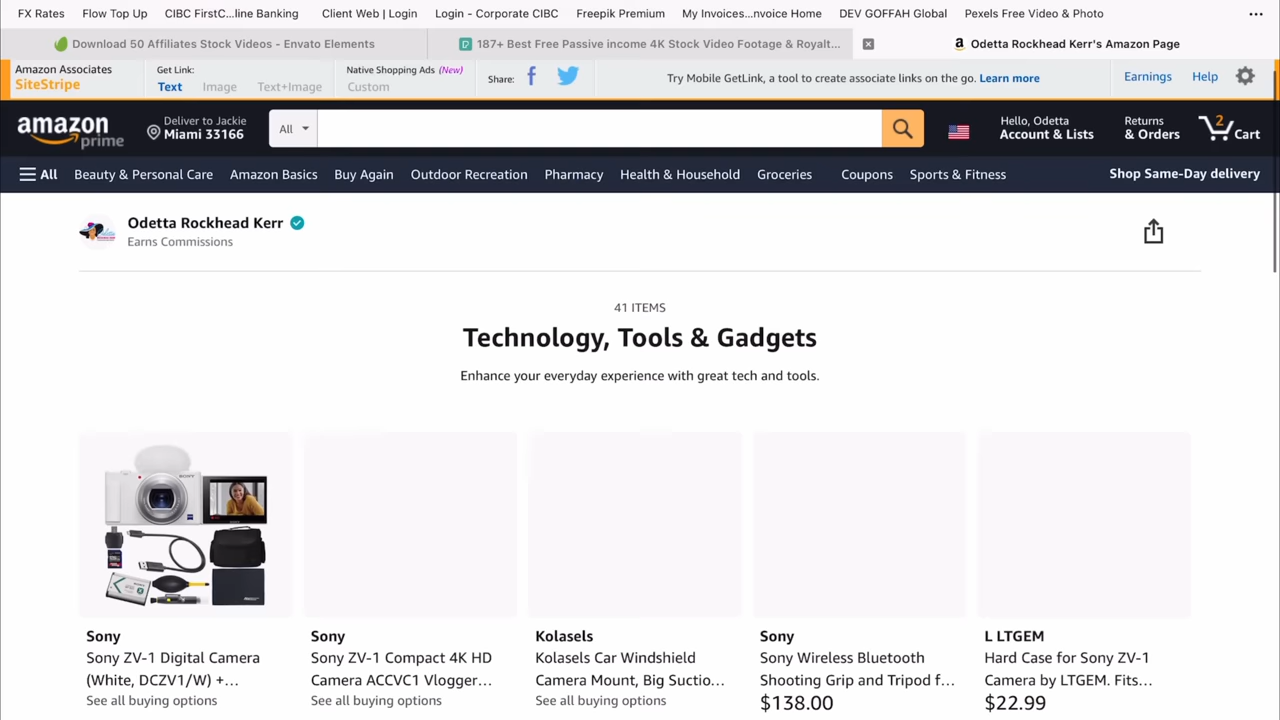 FX Rates Flow Top Up CIBC FirstC...line Banking Client Web | Login Login - Corporate CIBC Freepik Premium My Invoices...nvoice Home DEV GOFFAH Global Pexels Free Video & Photo ...
Download 50 Affiliates Stock Videos - Envato Elements 187+ Best Free Passive income 4K Stock Video Footage & Royalt... Odetta Rockhead Kerr's Amazon Page
Amazon Associates Get Link: Native Shopping Ads (New) Share: Try Mobile GetLink, a tool to create associate links on the go. Learn more Earnings Help
SiteStripe Text Image Text+Image Custom
amazon prime Deliver to Jackie All Hello, Odetta Returns 2
Miami 33166 Account & Lists & Orders Cart
All Beauty & Personal Care Amazon Basics Buy Again Outdoor Recreation Pharmacy Health & Household Groceries Coupons Sports & Fitness Shop Same-Day delivery
Odetta Rockhead Kerr
Earns Commissions
41 ITEMS
Technology, Tools & Gadgets
Enhance your everyday experience with great tech and tools.
Sony Sony Kolasels Sony L LTGEM
Sony ZV-1 Digital Camera Sony ZV-1 Compact 4K HD Kolasels Car Windshield Sony Wireless Bluetooth Hard Case for Sony ZV-1
(White, DCZV1/W) +... Camera ACCVC1 Vlogger... Camera Mount, Big Suctio... Shooting Grip and Tripod f... Camera by LTGEM. Fits...
See all buying options See all buying options See all buying options $138.00 $22.99